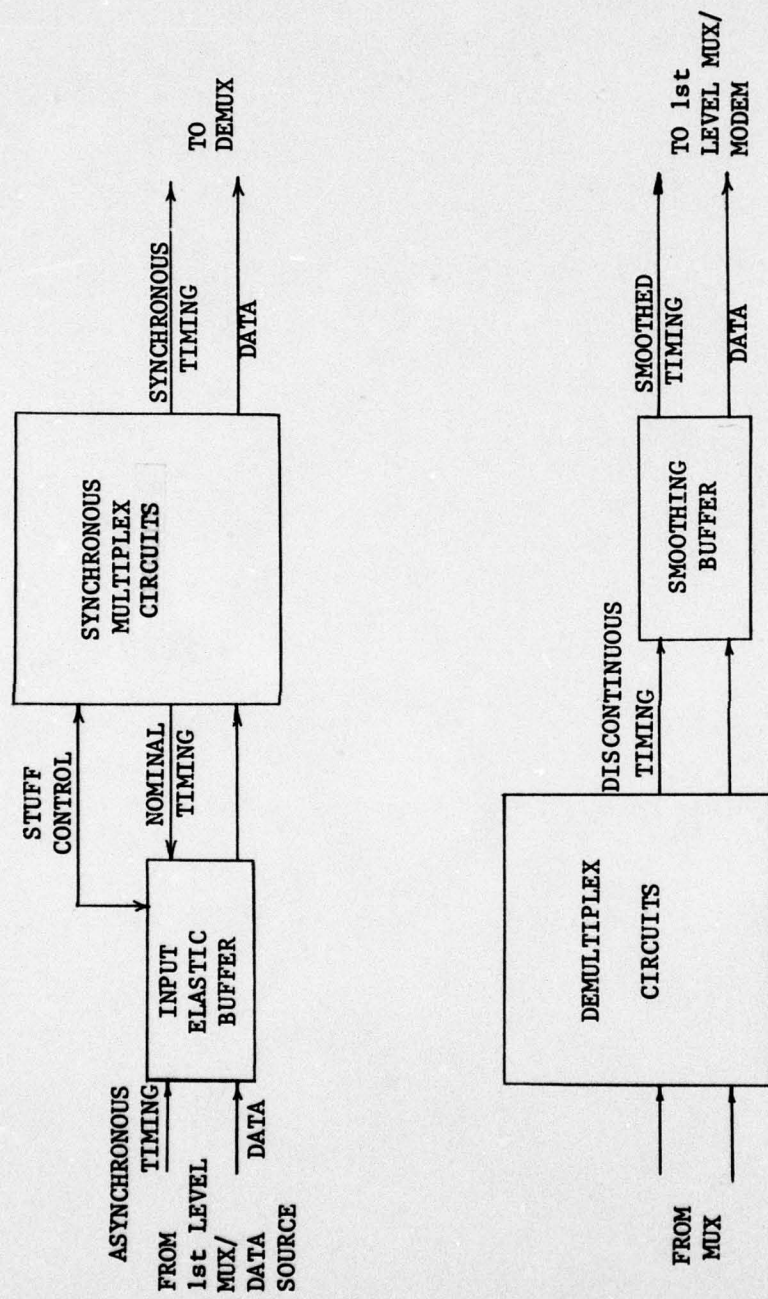 STUFF
CONTROL
ASYNCHRONOUS
TIMING
FROM
1st LEVEL
MUX/
DATA
SOURCE
DATA
INPUT
ELASTIC
BUFFER
NOMINAL
TIMING
SYNCHRONOUS
MULTIPLEX
CIRCUITS
SYNCHRONOUS
TIMING
DATA
TO
DEMUX
FROM
MUX
DEMULTIPLEX
CIRCUITS
DISCONTINUOUS
TIMING
SMOOTHING
BUFFER
SMOOTHED
TIMING
DATA
TO 1st
LEVEL MUX/
MODEM